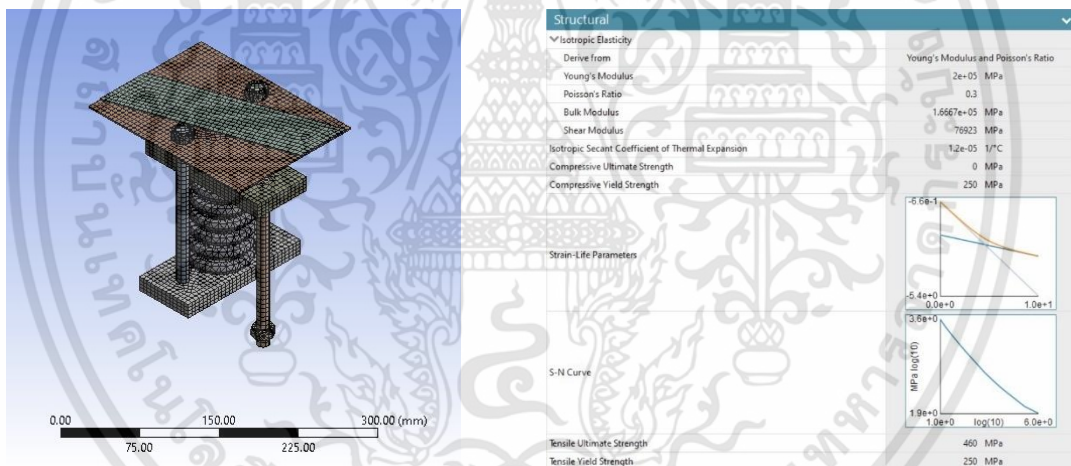 0.00
150.00
300.00 (mm)
75.00
225.00
Structural
Isotropic Elasticity
Derive from Young's Modulus and Poisson's Ratio
Young's Modulus 2e+05 MPa
Poisson's Ratio 0.3
Bulk Modulus 1.6667e+05 MPa
Shear Modulus 76923 MPa
Isotropic Secant Coefficient of Thermal Expansion 1.2e-05 1/°C
Compressive Ultimate Strength 0 MPa
Compressive Yield Strength 250 MPa
Strain-Life Parameters
-6.6e-1
-5.4e+0
0.0e+0 1.0e+1
S-N Curve
3.6e+0
MPa log(10)
1.9e+0
1.0e+0 log(10) 6.0e+0
Tensile Ultimate Strength 460 MPa
Tensile Yield Strength 250 MPa